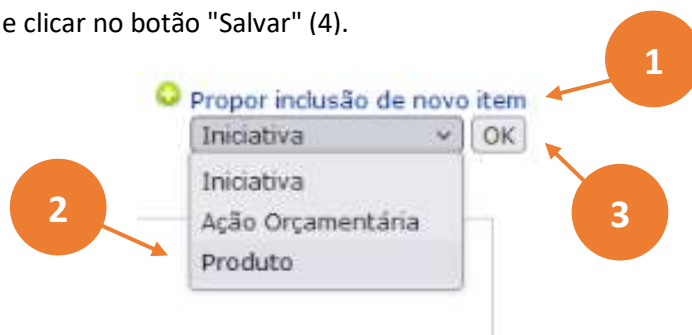 e clicar no botão "Salvar" (4).
1
Propor inclusão de novo item
Iniciativa OK
Iniciativa
2
Ação Orçamentária
3
Produto